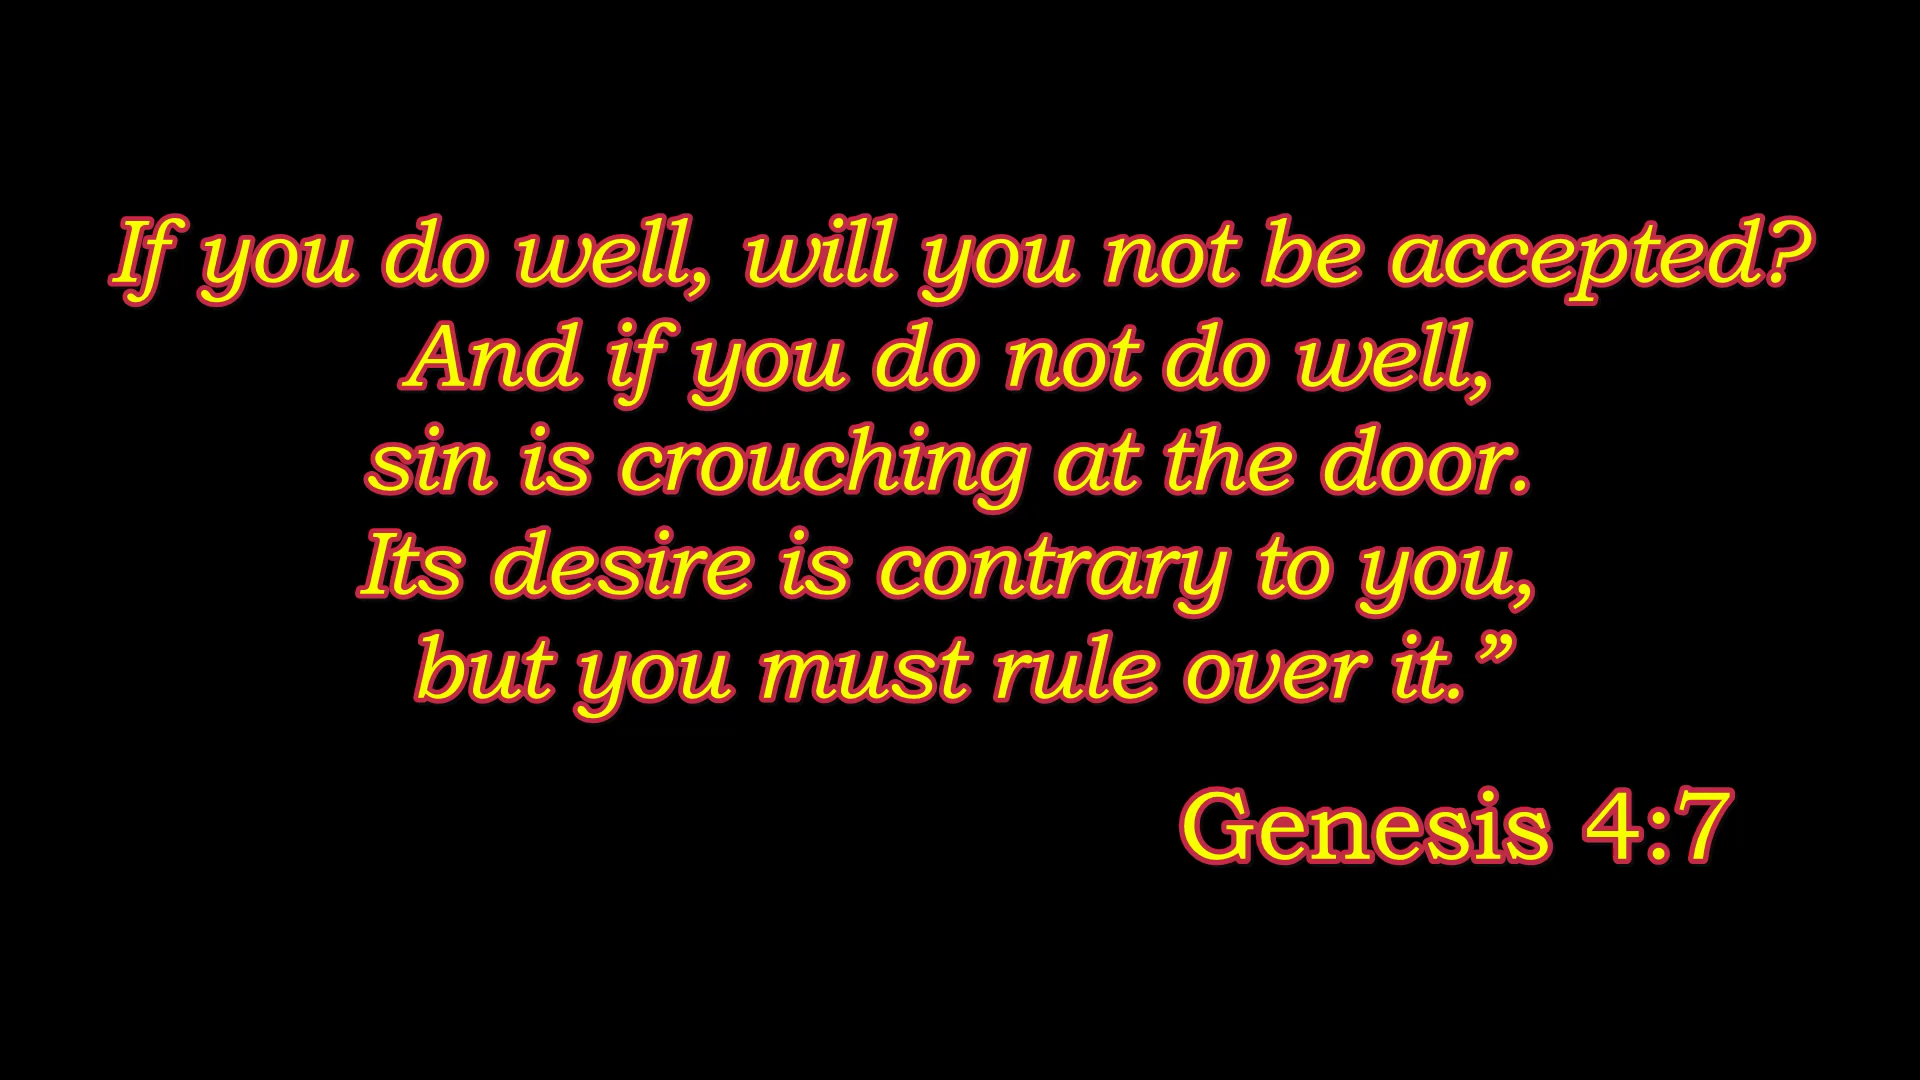 If you do well, will you not be accepted?
And if you do not do well,
sin is crouching at the door.
Its desire is contrary to you,
but you must rule over it.”
Genesis 4:7